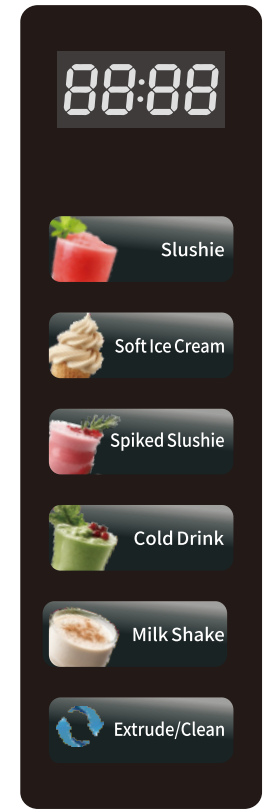 88:88
Slushie
Soft Ice Cream
Spiked Slushie
Cold Drink
Milk Shake
Extrude/Clean